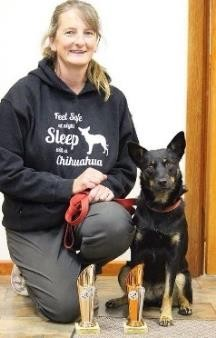 Feel Safe
at night
Sleep
with a
Chihuahua